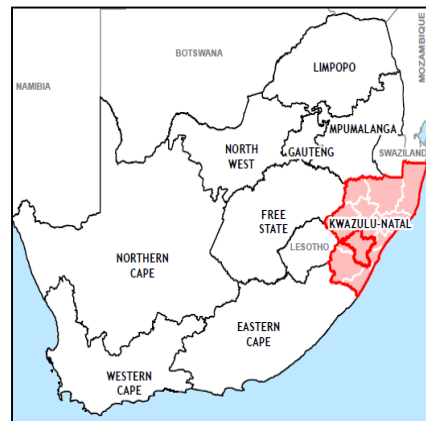 BOTSWANA
MOZAMBIQUE
LIMPOPO
NAMIBIA
MPUMALANGA
NORTH
WEST
GAUTENG
SWAZILAND
FREE
STATE
KWAZULU-NATAL
LESOTHO
NORTHERN
CAPE
EASTERN
CAPE
WESTERN
CAPE